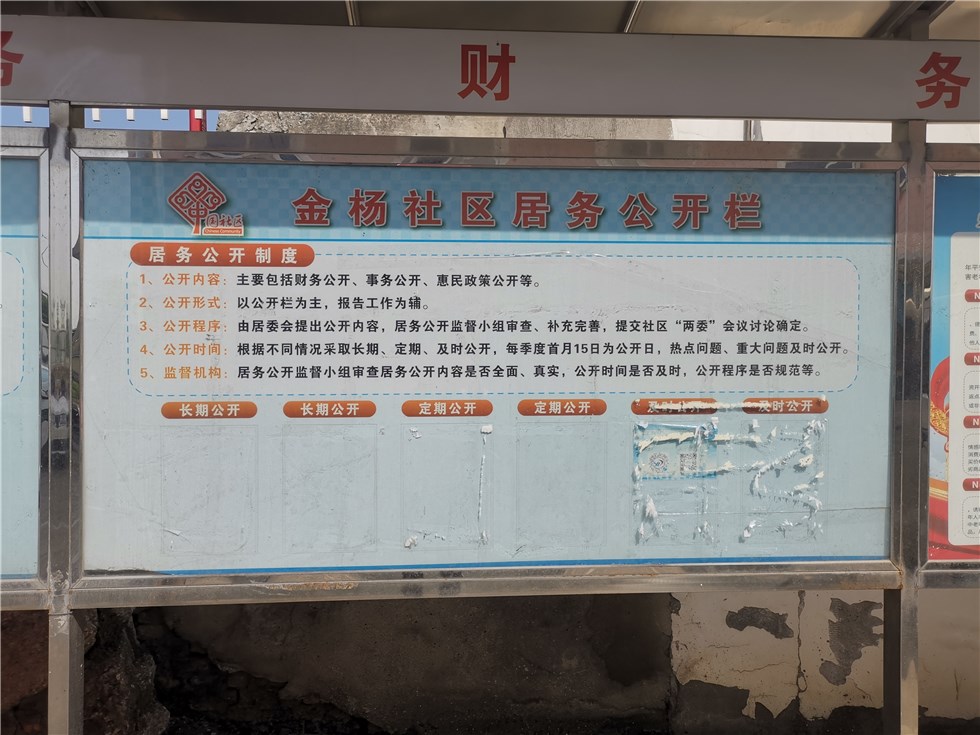 务 财 务
中国社区
Chinese Community
金杨社区居务公开栏
居务公开制度
1、公开内容：主要包括财务公开、事务公开、惠民政策公开等。
2、公开形式：以公开栏为主，报告工作为辅。
3、公开程序：由居委会提出公开内容，居务公开监督小组审查、补充完善，提交社区“两委”会议讨论确定。
4、公开时间：根据不同情况采取长期、定期、及时公开，每季度首月15日为公开日，热点问题、重大问题及时公开。
5、监督机构：居务公开监督小组审查居务公开内容是否全面、真实，公开时间是否及时，公开程序是否规范等。
长期公开 长期公开 定期公开 定期公开 及时公开 及时公开